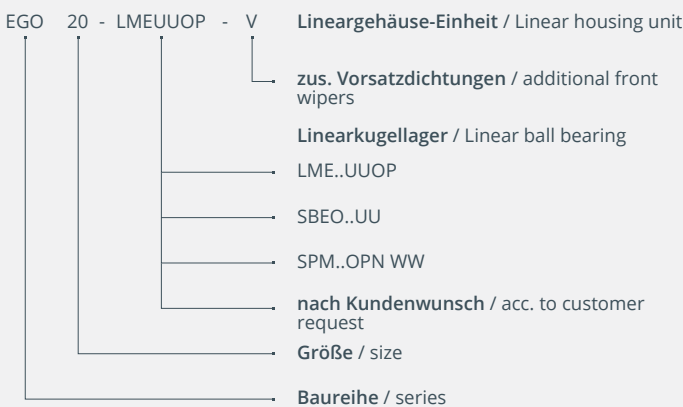 EGO 20 - LMEUUOP - V Lineargehäuse-Einheit / Linear housing unit
zus. Vorsatzdichtungen / additional front
wipers
Linearkugellager / Linear ball bearing
LME..UUOP
SBEO..UU
SPM..OPN WW
nach Kundenwunsch / acc. to customer
request
Größe / size
Baureihe / series